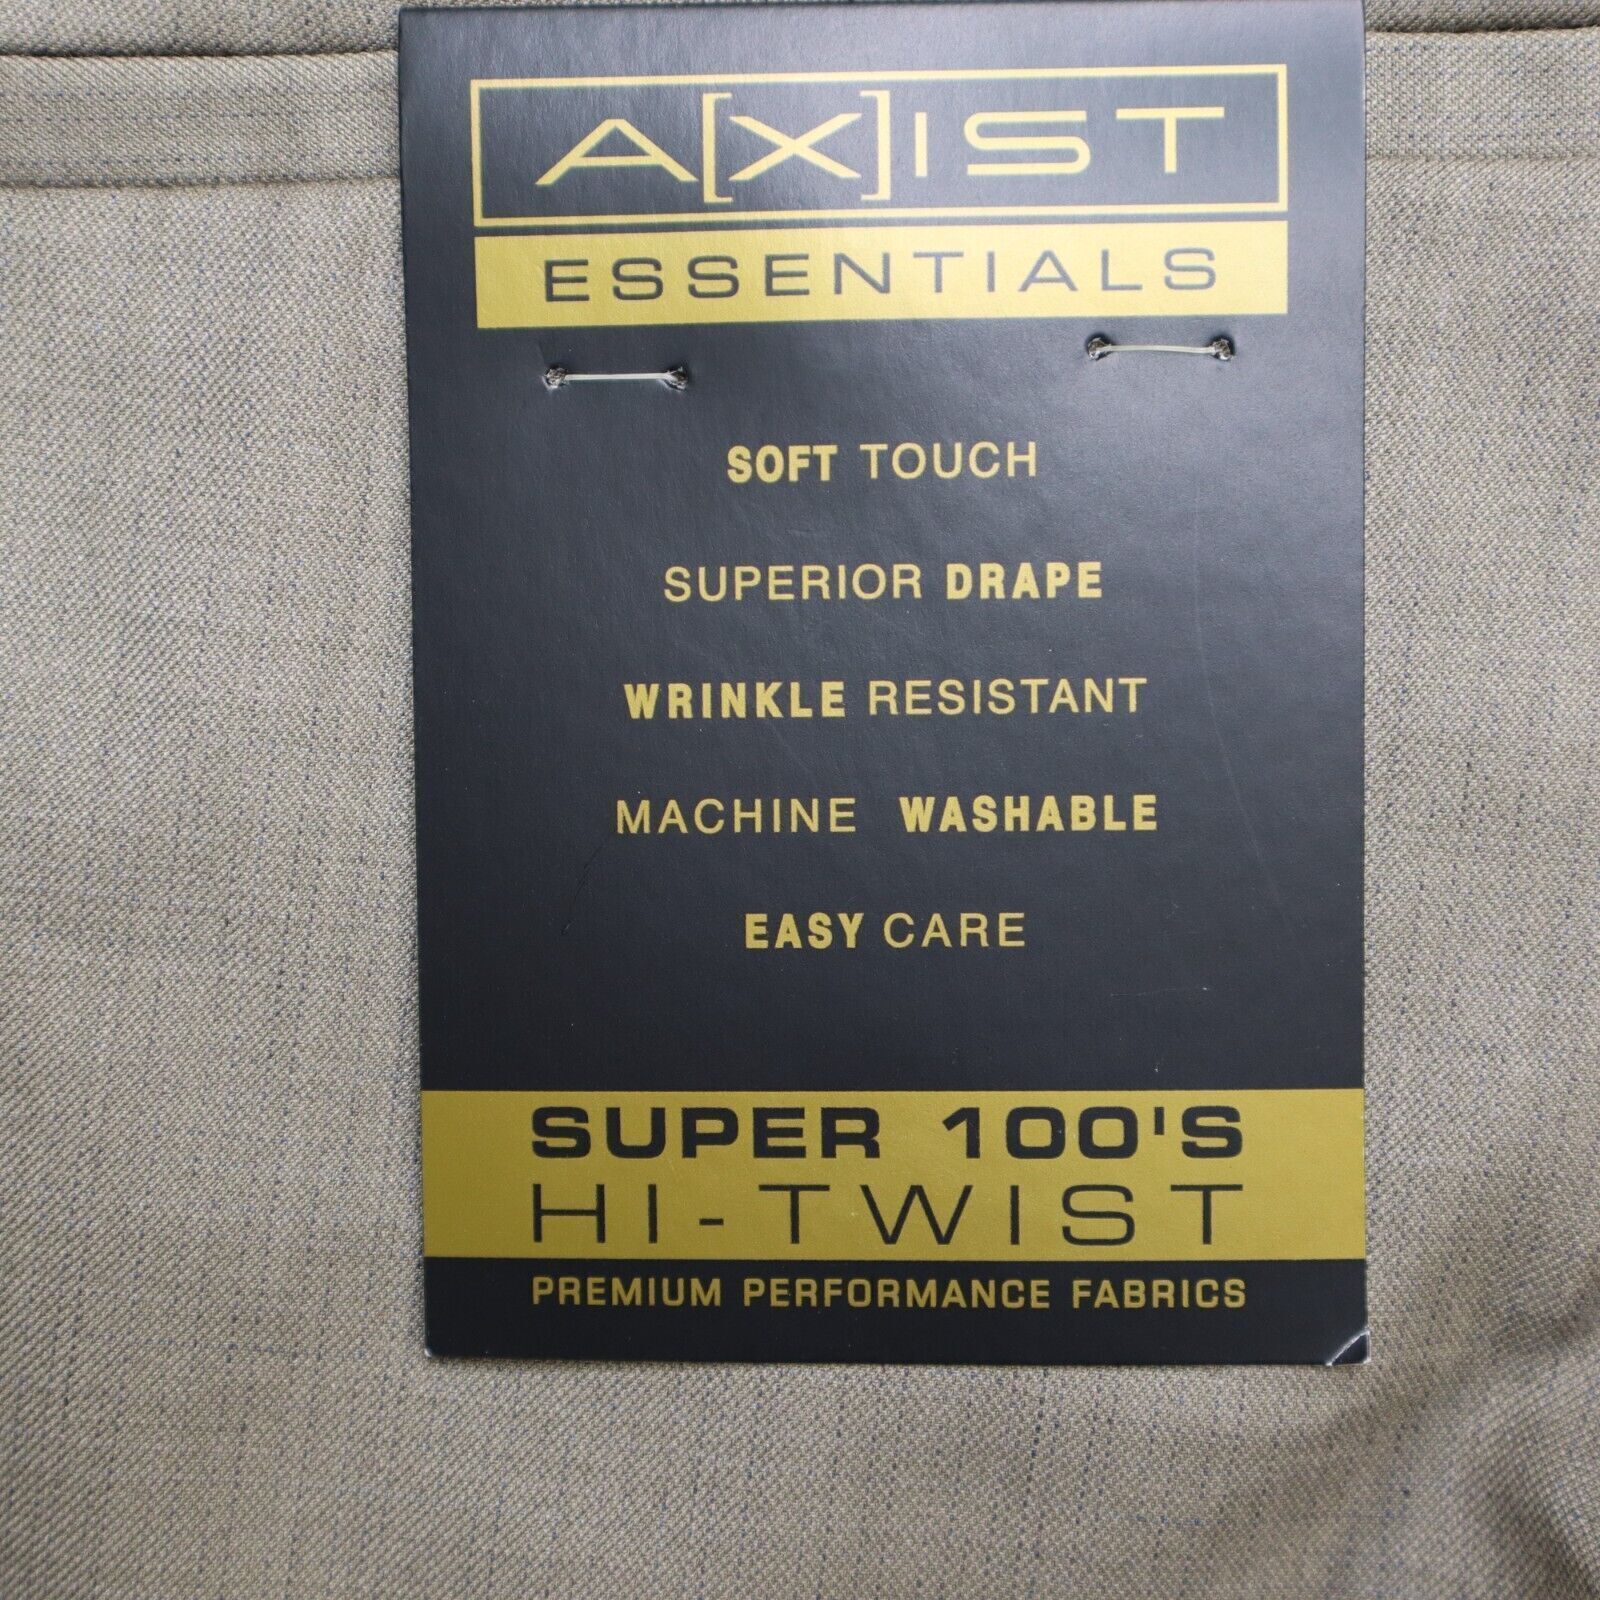 A[X]IST
ESSENTIALS
SOFT TOUCH
SUPERIOR DRAPE
WRINKLE RESISTANT
MACHINE WASHABLE
EASY CARE
SUPER 100'S
HI-TWIST
PREMIUM PERFORMANCE FABRICS